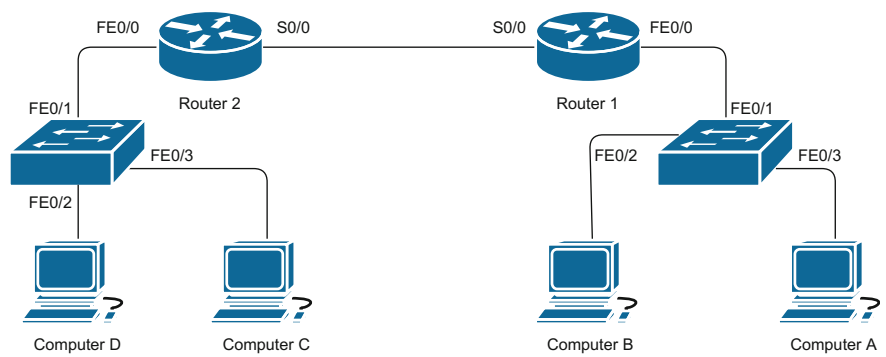 FE0/0 S0/0 S0/0 FE0/0
Router 2 Router 1
FE0/1 FE0/1
FE0/3 FE0/2 FE0/3
FE0/2
Computer D Computer C Computer B Computer A